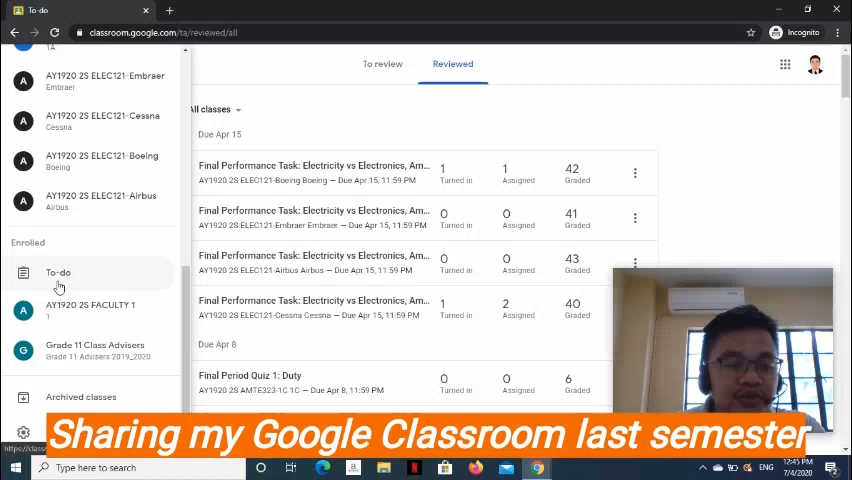 To-do
classroom.google.com/ta/reviewed/all
Incognito
1A
AY1920 2S ELEC121-Embraer
Embraer
AY1920 2S ELEC121-Cessna
Cessna
AY1920 2S ELEC121-Boeing
Boeing
AY1920 2S ELEC121-Airbus
Airbus
Enrolled
To-do
A AY1920 2S FACULTY 1
1
G Grade 11 Class Advisers
Grade 11 Advisers 2019_2020
Archived classes
To review Reviewed
All classes
Due Apr 15
Final Performance Task: Electricity vs Electronics, Am... 1 1 42
AY1920 2S ELEC121-Boeing Boeing — Due Apr 15, 11:59 PM Turned in Assigned Graded
Final Performance Task: Electricity vs Electronics, Am... 0 0 41
AY1920 2S ELEC121-Embraer Embraer — Due Apr 15, 11:59 PM Turned in Assigned Graded
Final Performance Task: Electricity vs Electronics, Am... 0 0 43
AY1920 2S ELEC121-Airbus Airbus — Due Apr 15, 11:59 PM Turned in Assigned Graded
Final Performance Task: Electricity vs Electronics, Am... 1 2 40
AY1920 2S ELEC121-Cessna Cessna — Due Apr 15, 11:59 PM Turned in Assigned Graded
Due Apr 8
Final Period Quiz 1: Duty 0 0 6
AY1920 2S AMTE323-1C 1C — Due Apr 8, 11:59 PM Turned in Assigned Graded
Sharing my Google Classroom last semester
https://class
Type here to search
ENG
12:45 PM
7/4/2020